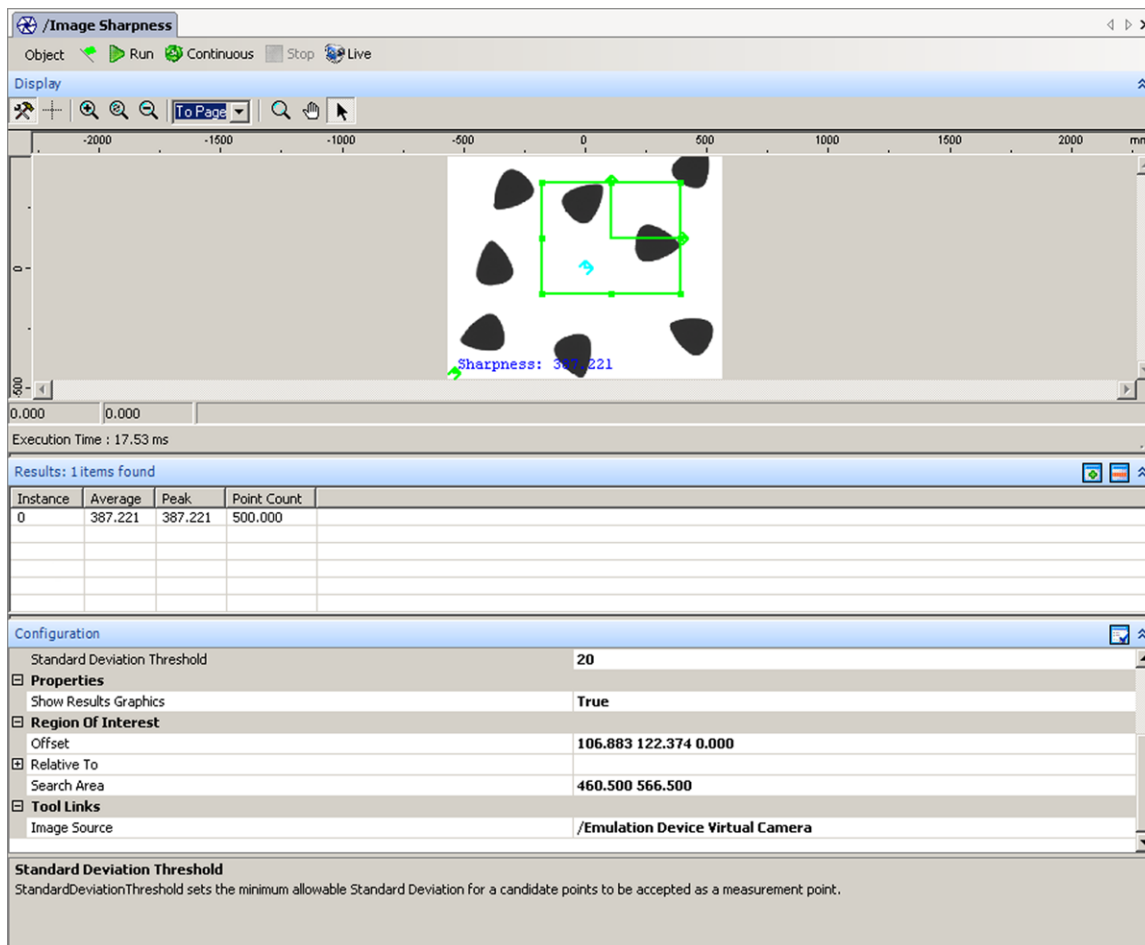 /Image Sharpness
Object Run Continuous Stop Live
Display
To Page
-2000 -1500 -1000 -500 0 500 1000 1500 2000 mm
0
Sharpness: 387.221
-500
0.000 0.000
Execution Time : 17.53 ms
Results: 1 items found
Instance Average Peak Point Count
0 387.221 387.221 500.000
Configuration
Standard Deviation Threshold 20
Properties
Show Results Graphics True
Region Of Interest
Offset 106.883 122.374 0.000
Relative To
Search Area 460.500 566.500
Tool Links
Image Source /Emulation Device Virtual Camera
Standard Deviation Threshold
StandardDeviationThreshold sets the minimum allowable Standard Deviation for a candidate points to be accepted as a measurement point.